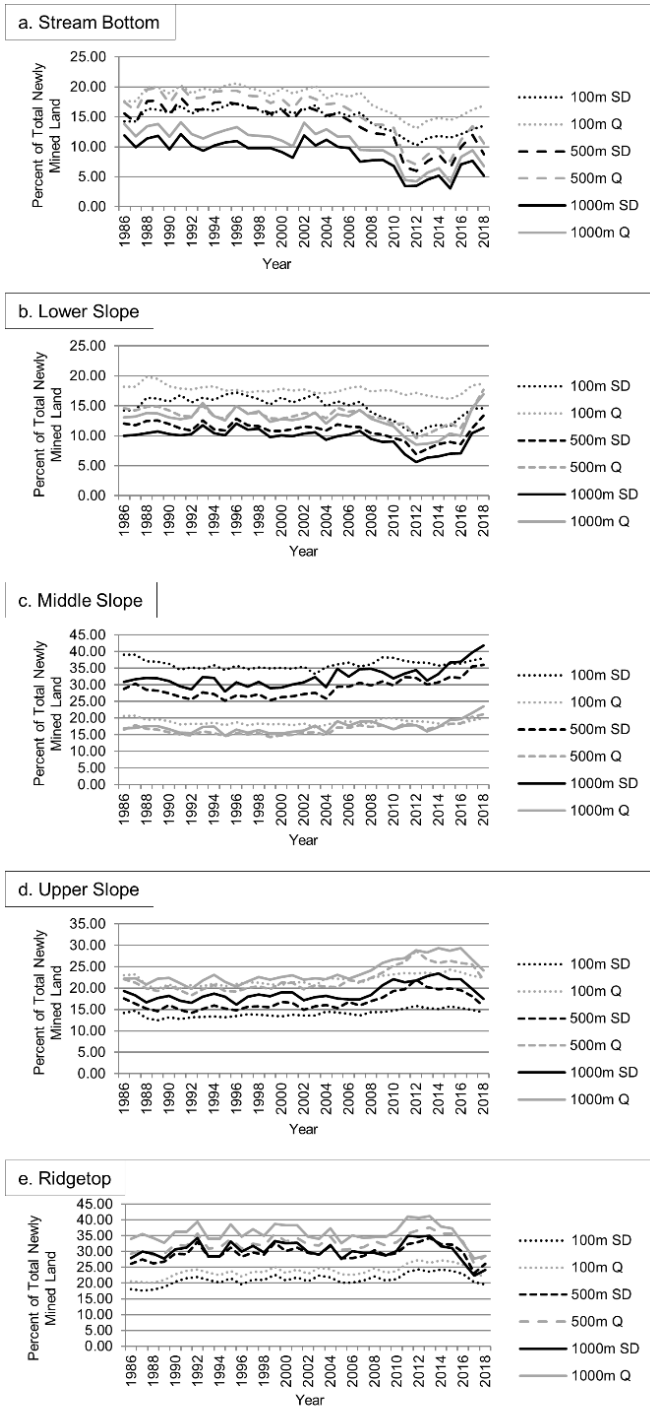 a. Stream Bottom
Percent of Total Newly
Mined Land
25.00
20.00
15.00
10.00
5.00
0.00
1986
1988
1990
1992
1994
1996
1998
2000
2002
2004
2006
2008
2010
2012
2014
2016
2018
Year
100m SD
100m Q
500m SD
500m Q
1000m SD
1000m Q
b. Lower Slope
Percent of Total Newly
Mined Land
25.00
20.00
15.00
10.00
5.00
0.00
1986
1988
1990
1992
1994
1996
1998
2000
2002
2004
2006
2008
2010
2012
2014
2016
2018
Year
100m SD
100m Q
500m SD
500m Q
1000m SD
1000m Q
c. Middle Slope
Percent of Total Newly
Mined Land
45.00
40.00
35.00
30.00
25.00
20.00
15.00
10.00
5.00
0.00
1986
1988
1990
1992
1994
1996
1998
2000
2002
2004
2006
2008
2010
2012
2014
2016
2018
Year
100m SD
100m Q
500m SD
500m Q
1000m SD
1000m Q
d. Upper Slope
Percent of Total Newly
Mined Land
35.00
30.00
25.00
20.00
15.00
10.00
5.00
0.00
1986
1988
1990
1992
1994
1996
1998
2000
2002
2004
2006
2008
2010
2012
2014
2016
2018
Year
100m SD
100m Q
500m SD
500m Q
1000m SD
1000m Q
e. Ridgetop
Percent of Total Newly
Mined Land
45.00
40.00
35.00
30.00
25.00
20.00
15.00
10.00
5.00
0.00
1986
1988
1990
1992
1994
1996
1998
2000
2002
2004
2006
2008
2010
2012
2014
2016
2018
Year
100m SD
100m Q
500m SD
500m Q
1000m SD
1000m Q